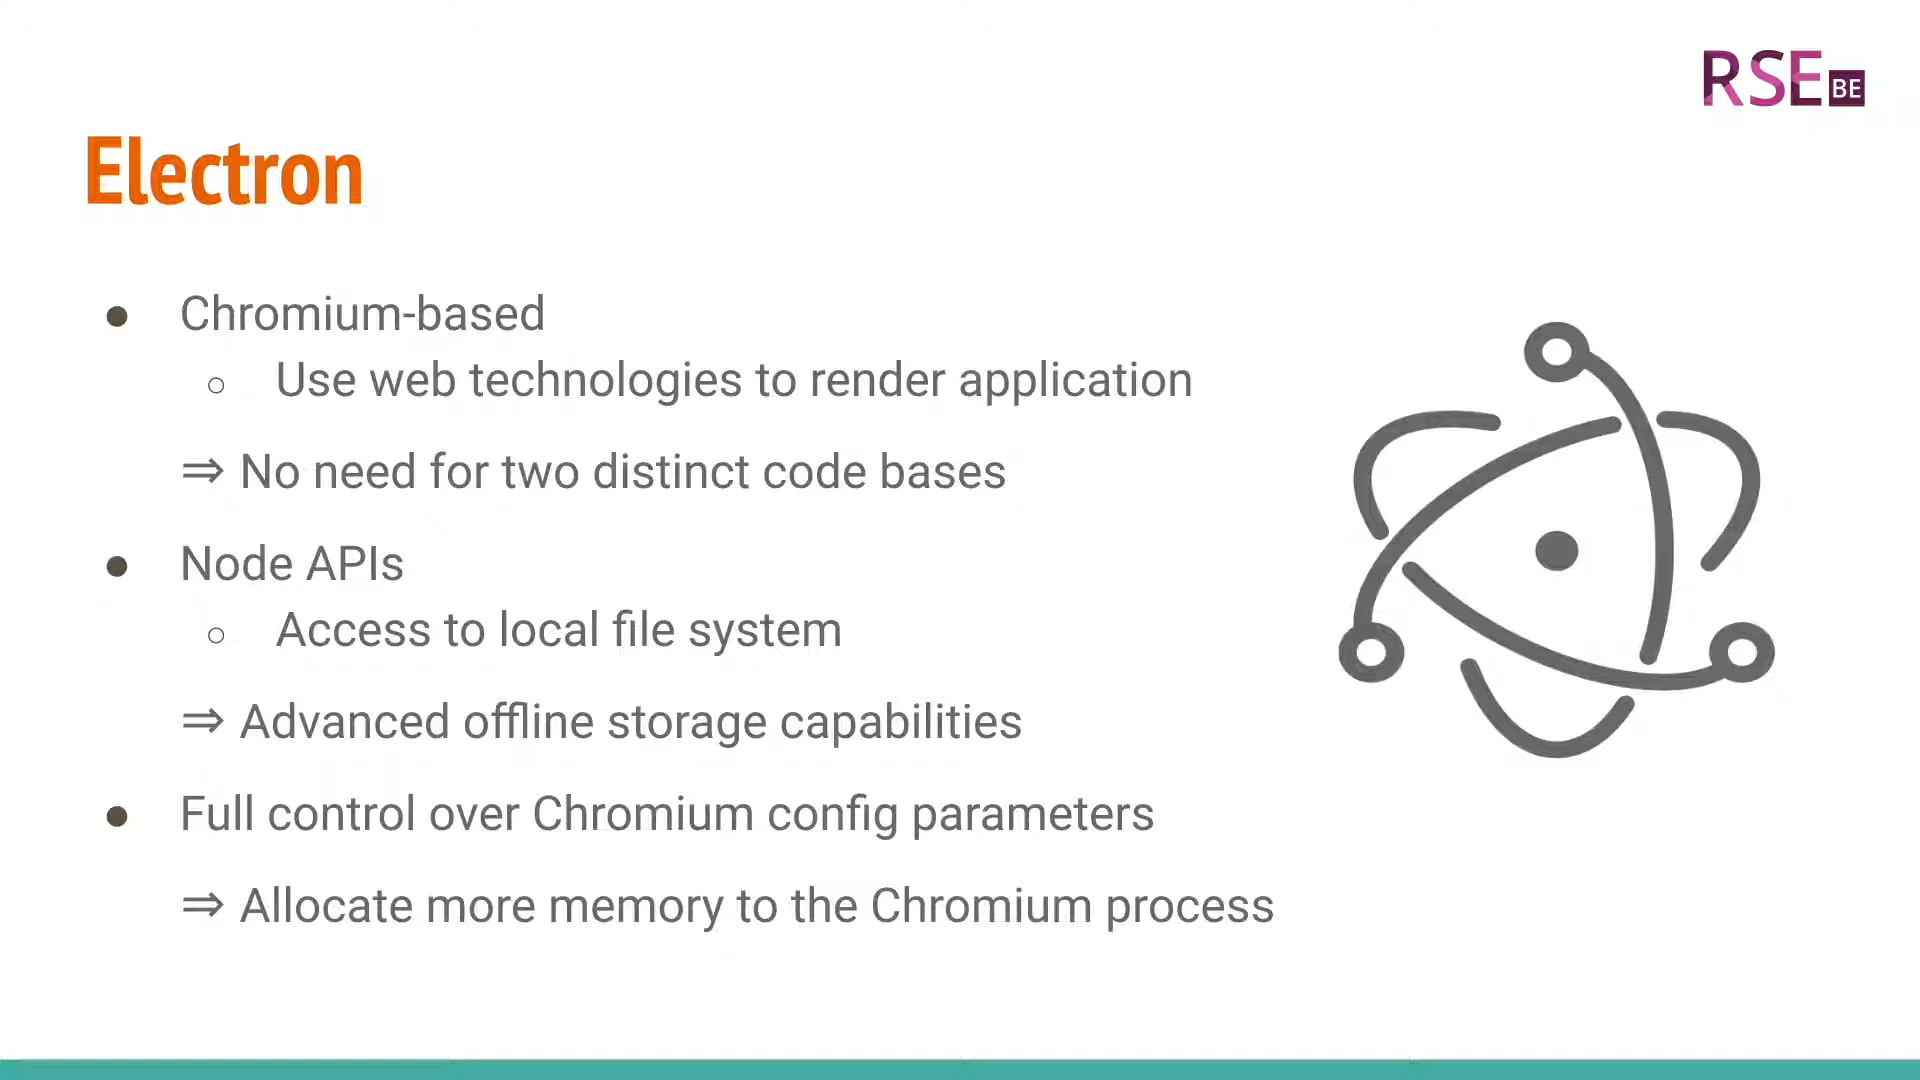 RSE BE
Electron
● Chromium-based
○ Use web technologies to render application
⇒ No need for two distinct code bases
● Node APIs
○ Access to local file system
⇒ Advanced offline storage capabilities
● Full control over Chromium config parameters
⇒ Allocate more memory to the Chromium process